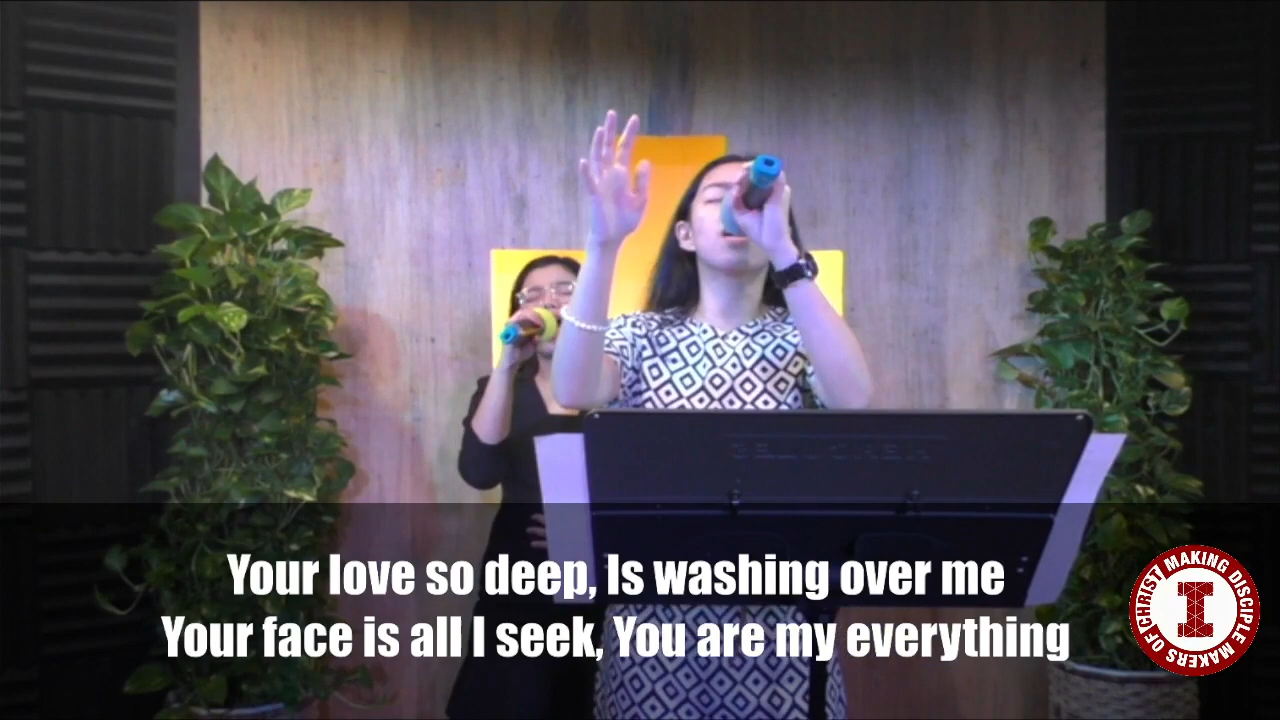 Your love so deep, Is washing over me
Your face is all I seek, You are my everything
MAKING DISCIPLE MAKERS OF CHRIST
I